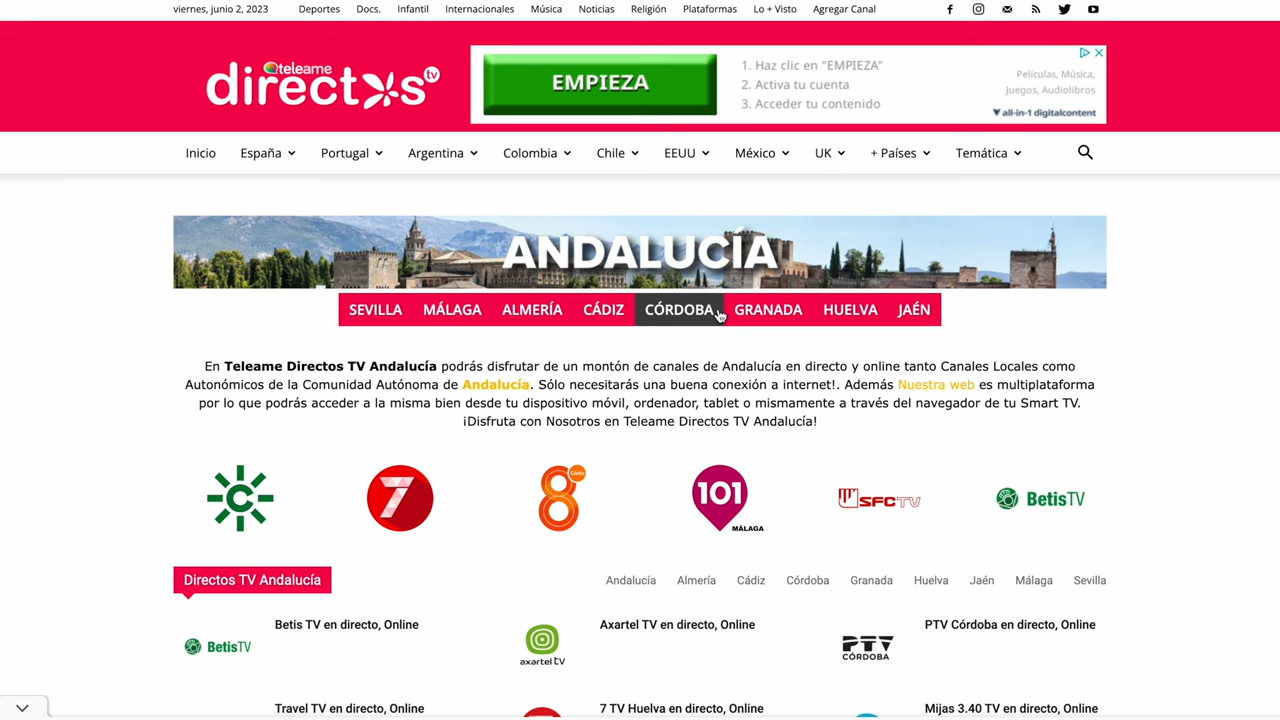 viernes, junio 2, 2023 Deportes Docs. Infantil Internacionales Música Noticias Religión Plataformas Lo + Visto Agregar Canal
teleame
directos tv
EMPIEZA
1. Haz clic en "EMPIEZA"
2. Activa tu cuenta
3. Acceder tu contenido
Películas, Música,
Juegos, Audiolibros
all-in-1 digitalcontent
Inicio España Portugal Argentina Colombia Chile EEUU México UK + Países Temática
ANDALUCÍA
SEVILLA MÁLAGA ALMERÍA CÁDIZ CÓRDOBA GRANADA HUELVA JAÉN
En Teleame Directos TV Andalucía podrás disfrutar de un montón de canales de Andalucía en directo y online tanto Canales Locales como
Autonómicos de la Comunidad Autónoma de Andalucía. Sólo necesitarás una buena conexión a internet!. Además Nuestra web es multiplataforma
por lo que podrás acceder a la misma bien desde tu dispositivo móvil, ordenador, tablet o mismamente a través del navegador de tu Smart TV.
¡Disfruta con Nosotros en Teleame Directos TV Andalucía!
7
8 Cádiz
101
MÁLAGA
SFC TV
BetisTV
Directos TV Andalucía
Andalucía Almería Cádiz Córdoba Granada Huelva Jaén Málaga Sevilla
BetisTV
Betis TV en directo, Online
axartel tv
Axartel TV en directo, Online
PTV
CÓRDOBA
PTV Córdoba en directo, Online
Travel TV en directo, Online
7 TV Huelva en directo, Online
Mijas 3.40 TV en directo, Online